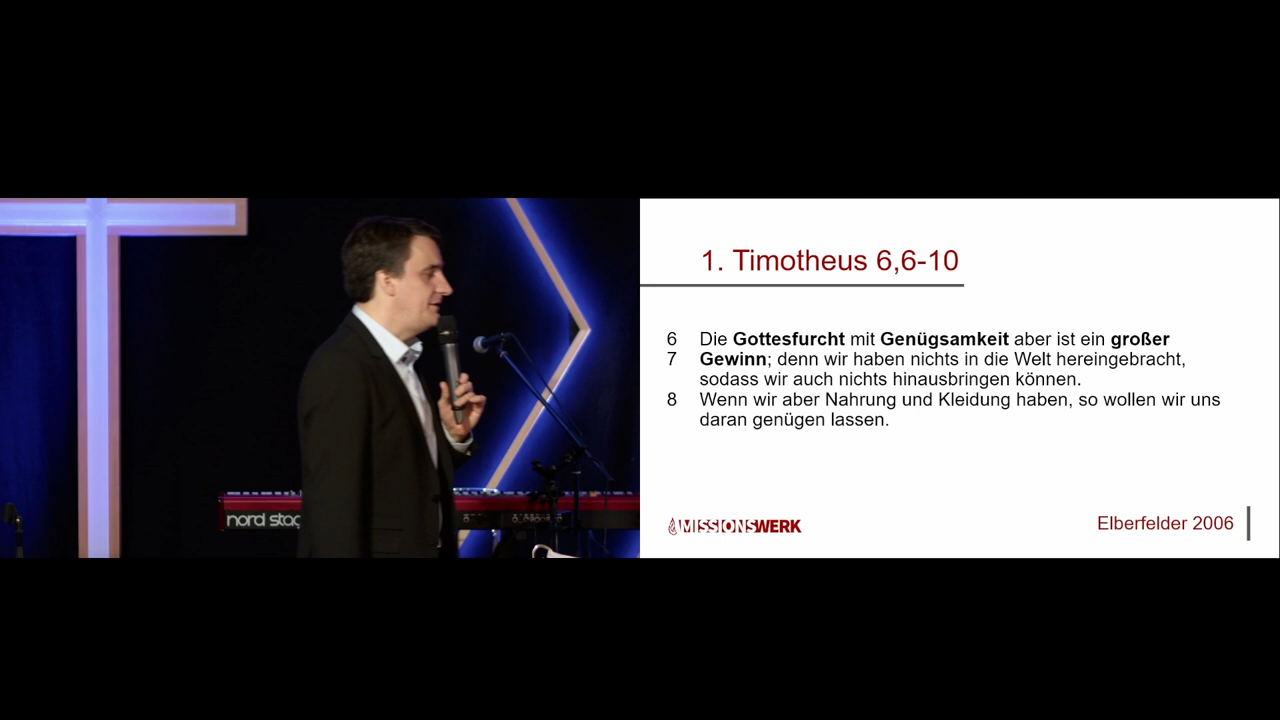 nord stag
1. Timotheus 6,6-10
6 Die Gottesfurcht mit Genügsamkeit aber ist ein großer
7 Gewinn; denn wir haben nichts in die Welt hereingebracht,
sodass wir auch nichts hinausbringen können.
8 Wenn wir aber Nahrung und Kleidung haben, so wollen wir uns
daran genügen lassen.
MISSIONSWERK
Elberfelder 2006